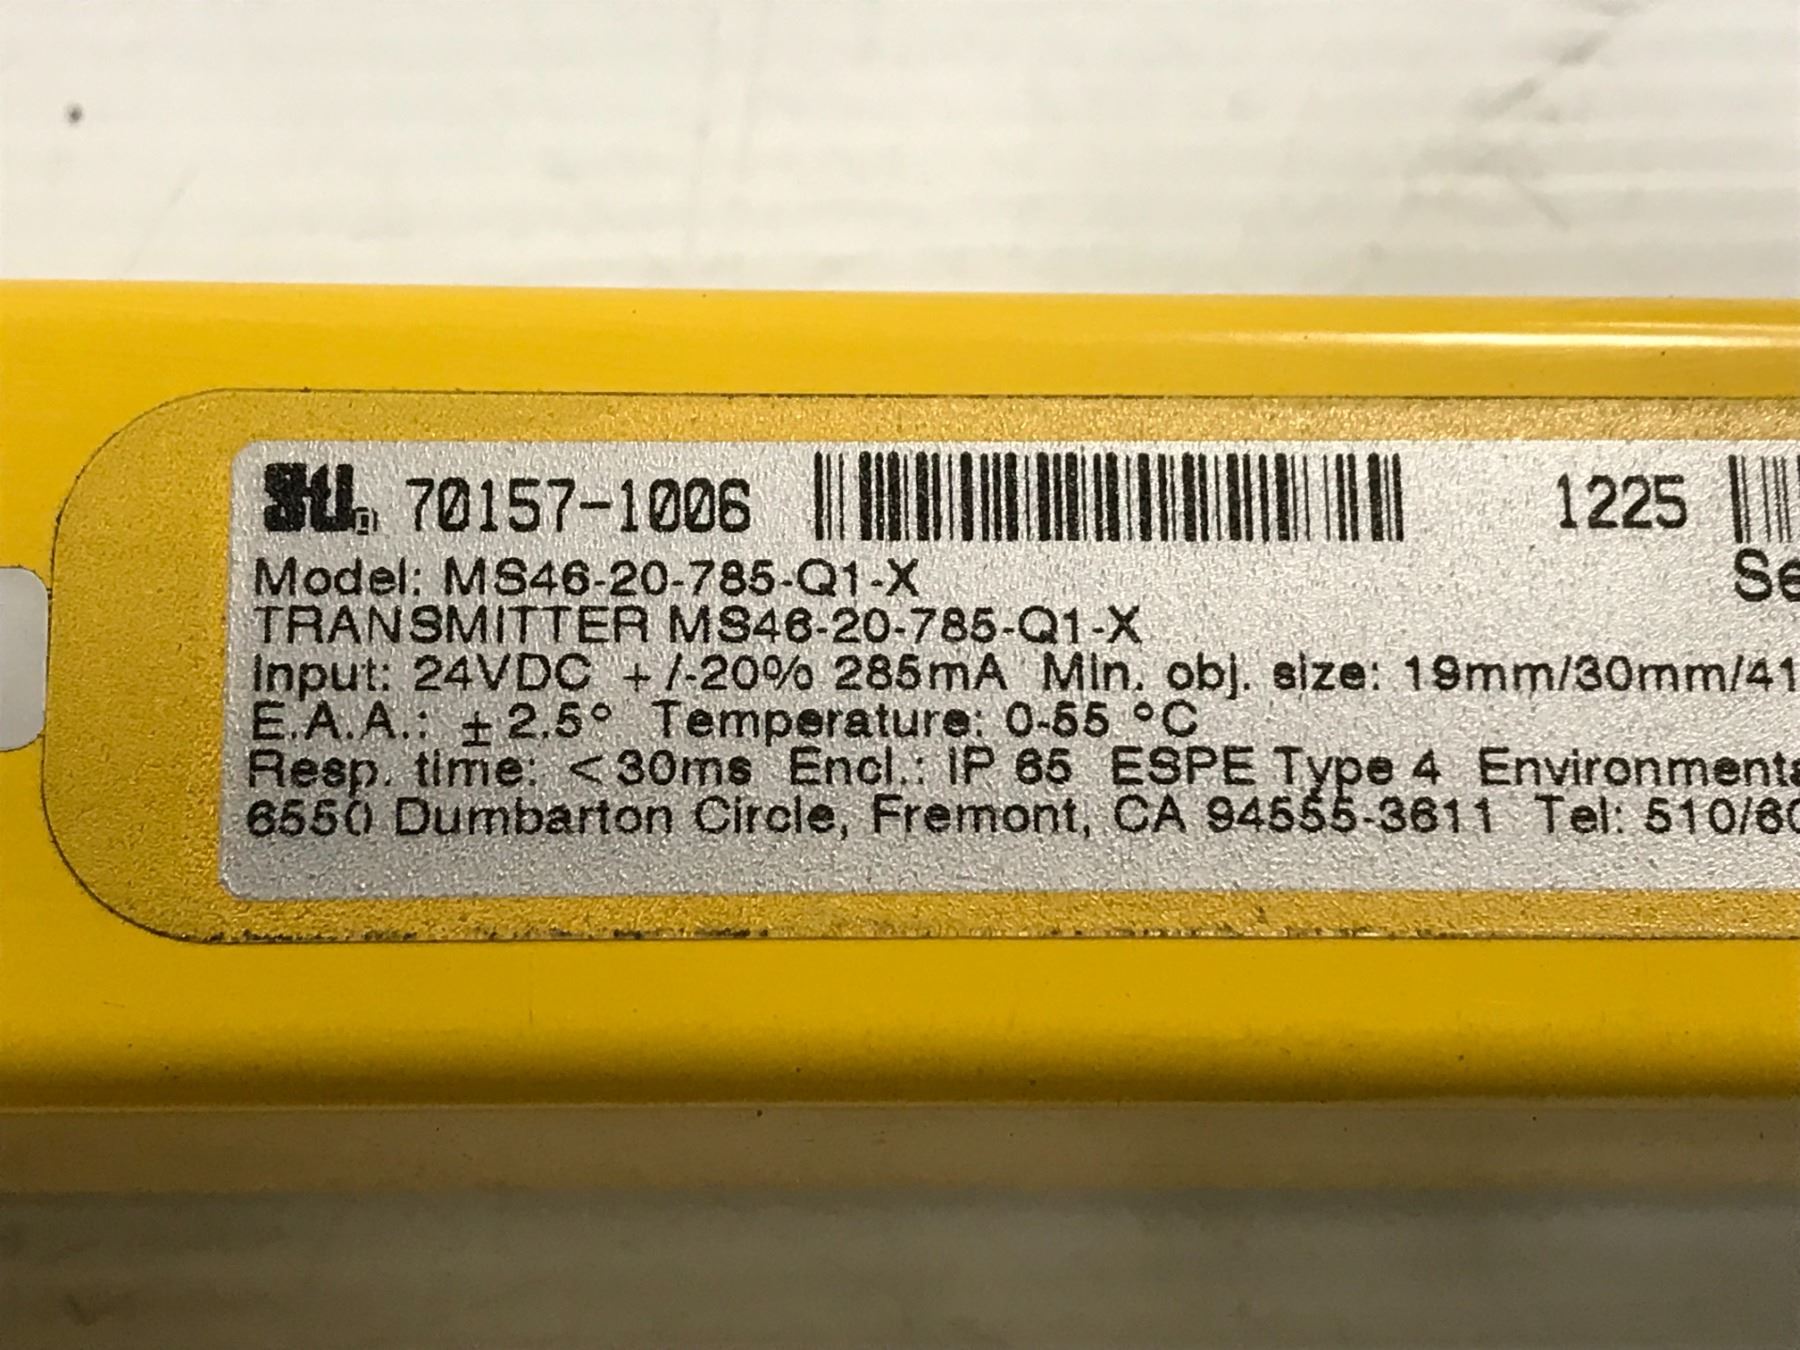 STI® 70157-1006 1225
Model: MS46-20-785-Q1-X Se
TRANSMITTER MS46-20-785-Q1-X
Input: 24VDC +/-20% 285mA Min. obj. size: 19mm/30mm/41
E.A.A.: ± 2.5° Temperature: 0-55 °C
Resp. time: <30ms Encl.: IP 65 ESPE Type 4 Environmenta
6550 Dumbarton Circle, Fremont, CA 94555-3611 Tel: 510/60